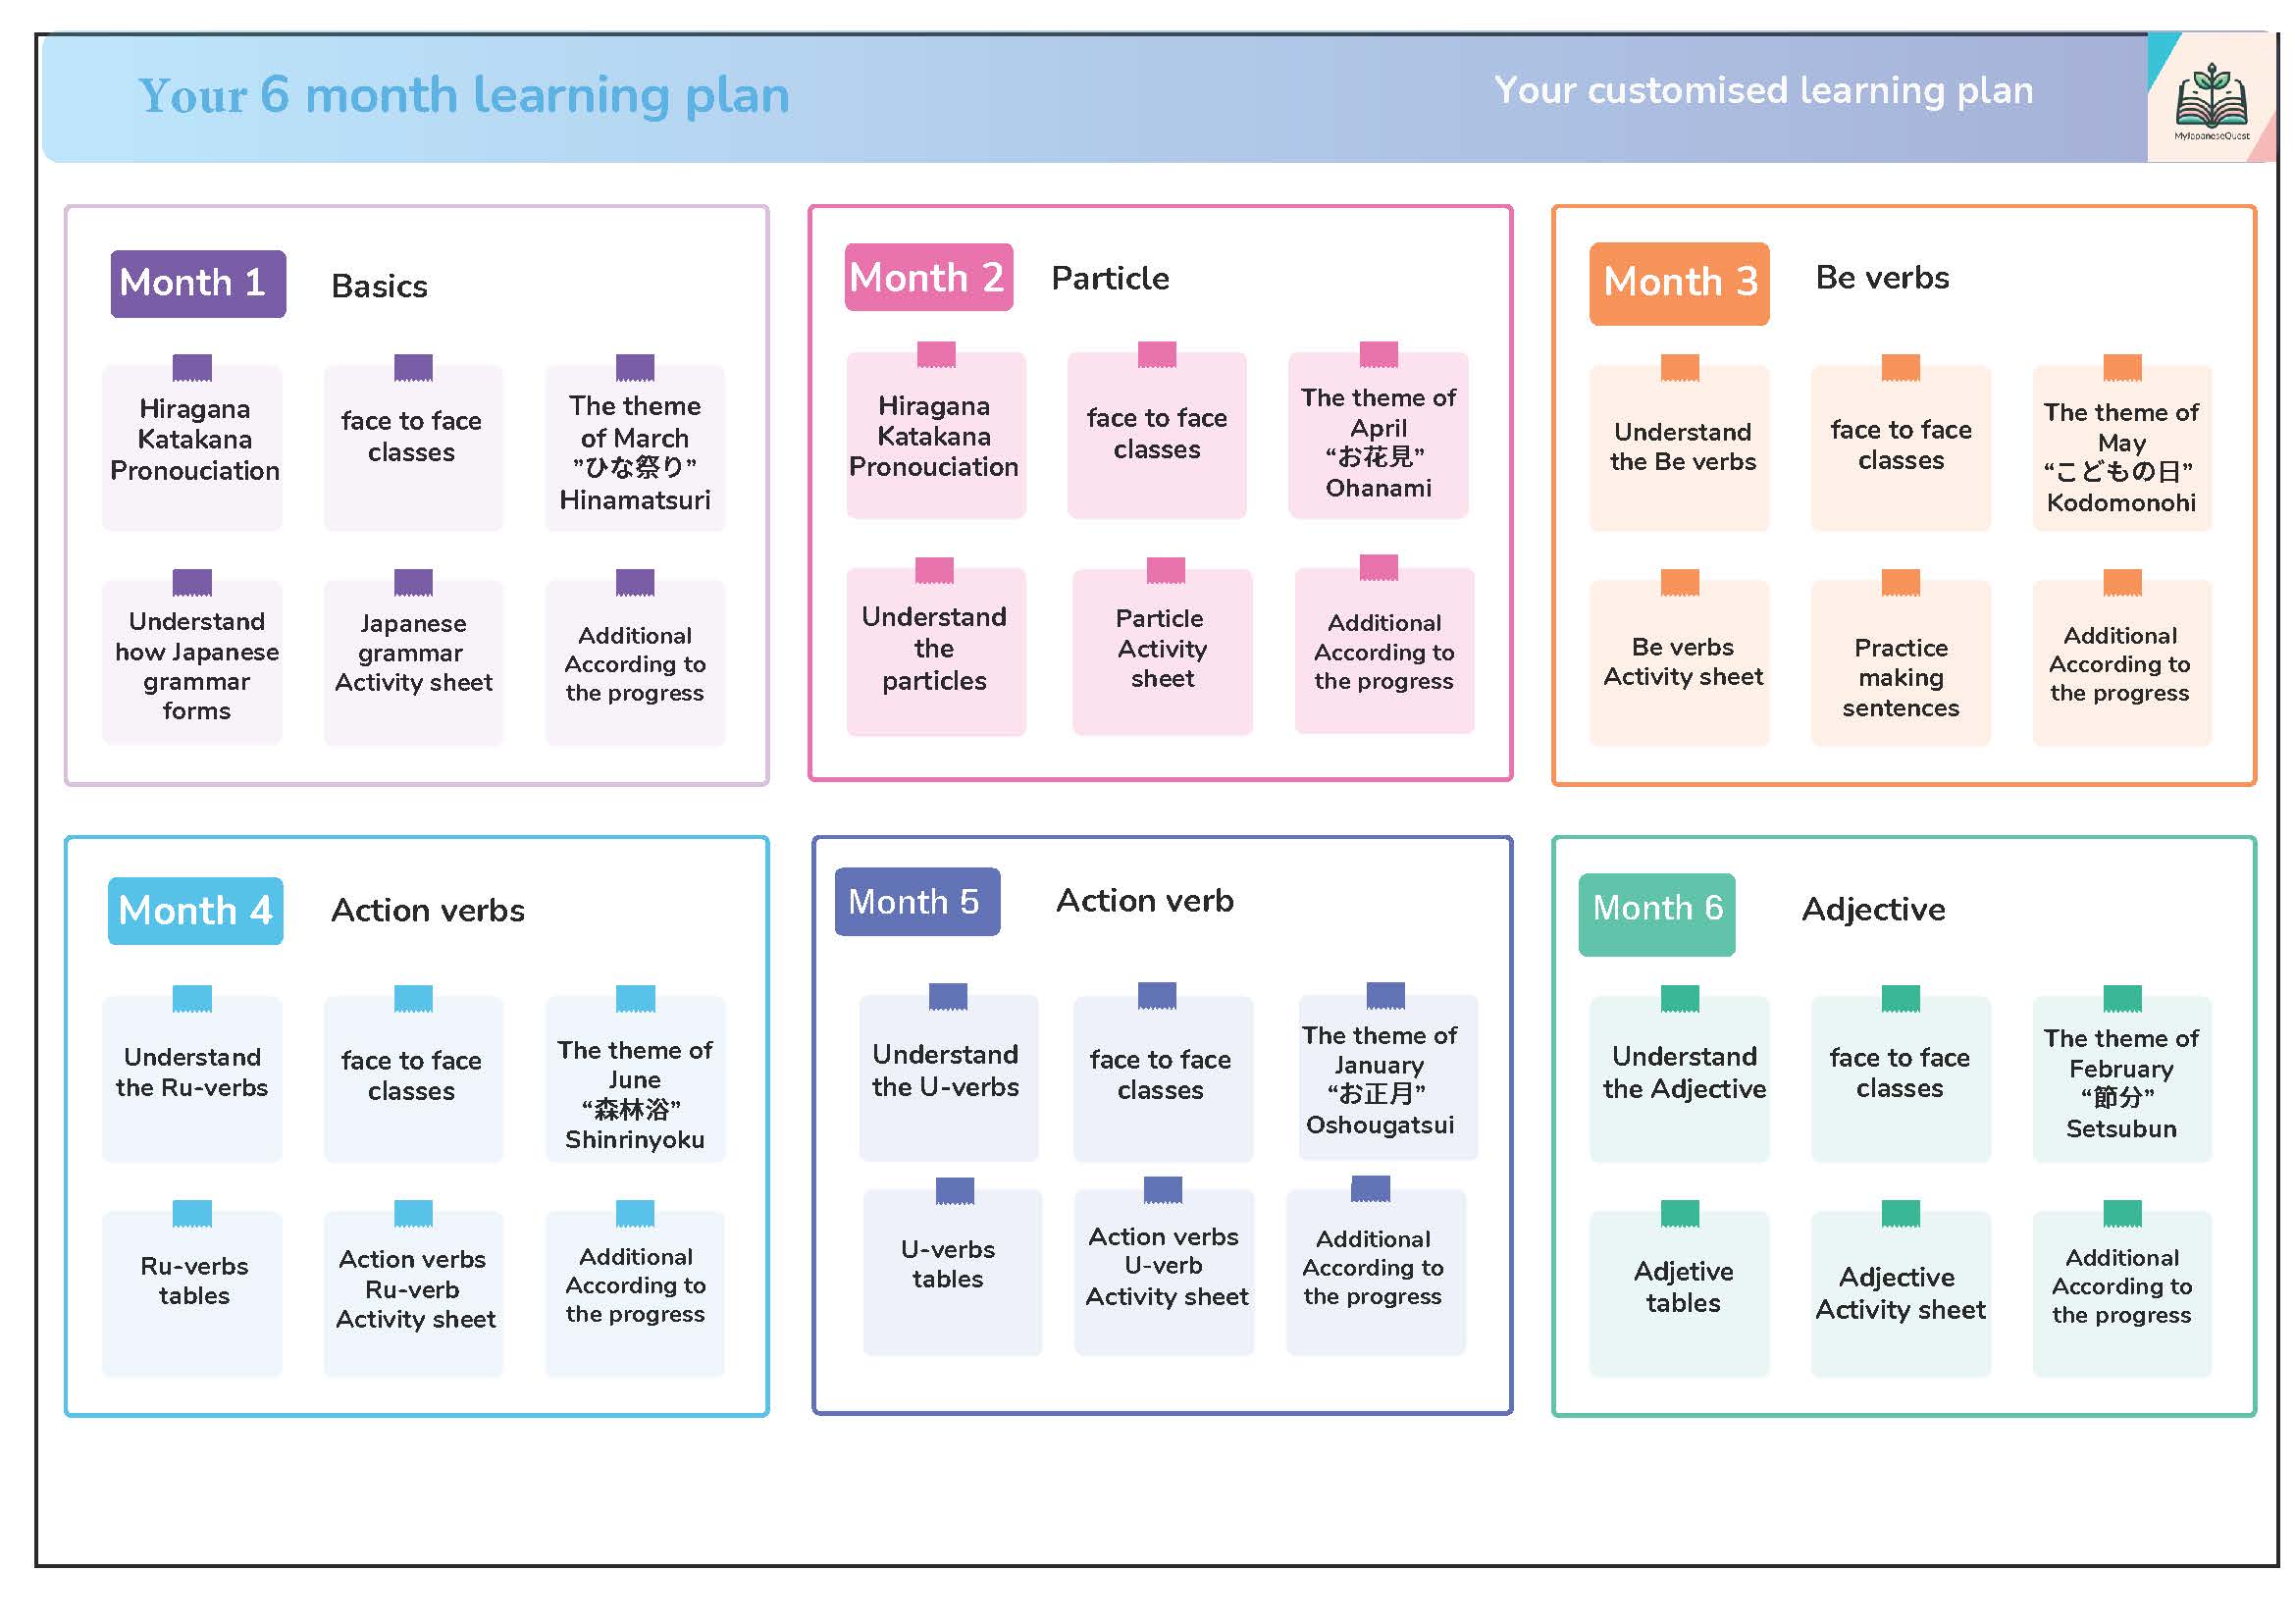 Your 6 month learning plan
Your customised learning plan
MyJapaneseQuest
Month 1
Basics
Hiragana
Katakana
Pronouciation
face to face
classes
The theme
of March
”ひな祭り”
Hinamatsuri
Understand
how Japanese
grammar
forms
Japanese
grammar
Activity sheet
Additional
According to
the progress
Month 2
Particle
Hiragana
Katakana
Pronouciation
face to face
classes
The theme of
April
“お花見”
Ohanami
Understand
the
particles
Particle
Activity
sheet
Additional
According to
the progress
Month 3
Be verbs
Understand
the Be verbs
face to face
classes
The theme of
May
“こどもの日”
Kodomonohi
Be verbs
Activity sheet
Practice
making
sentences
Additional
According to
the progress
Month 4
Action verbs
Understand
the Ru-verbs
face to face
classes
The theme of
June
“森林浴”
Shinrinyoku
Ru-verbs
tables
Action verbs
Ru-verb
Activity sheet
Additional
According to
the progress
Month 5
Action verb
Understand
the U-verbs
face to face
classes
The theme of
January
“お正月”
Oshougatsui
U-verbs
tables
Action verbs
U-verb
Activity sheet
Additional
According to
the progress
Month 6
Adjective
Understand
the Adjective
face to face
classes
The theme of
February
“節分”
Setsubun
Adjetive
tables
Adjective
Activity sheet
Additional
According to
the progress